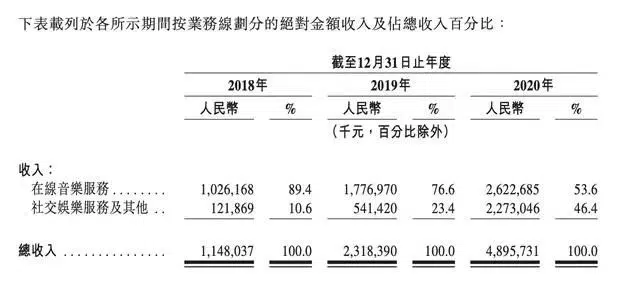 下表載列於各所示期間按業務線劃分的絕對金額收入及佔總收入百分比：
截至12月31日止年度
2018年 2019年 2020年
人民幣 % 人民幣 % 人民幣 %
（千元，百分比除外）
收入：
在線音樂服務........ 1,026,168 89.4 1,776,970 76.6 2,622,685 53.6
社交娛樂服務及其他 .. 121,869 10.6 541,420 23.4 2,273,046 46.4
總收入 .............. 1,148,037 100.0 2,318,390 100.0 4,895,731 100.0